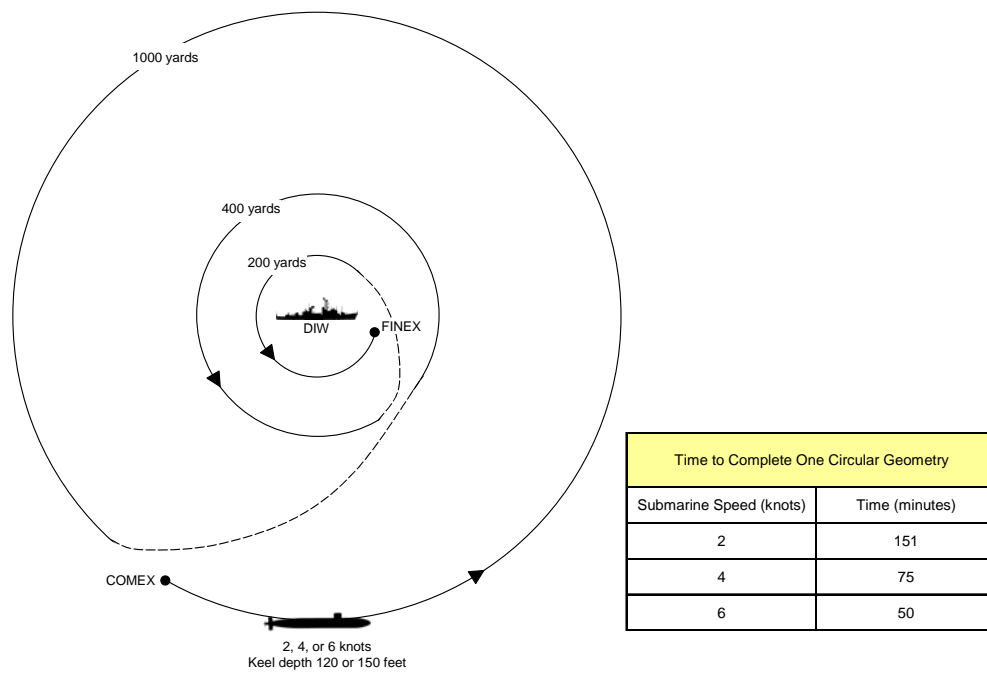 1000 yards
400 yards
200 yards
DIW
FINEX
COMEX
2, 4, or 6 knots
Keel depth 120 or 150 feet
Time to Complete One Circular Geometry
Submarine Speed (knots) Time (minutes)
2 151
4 75
6 50